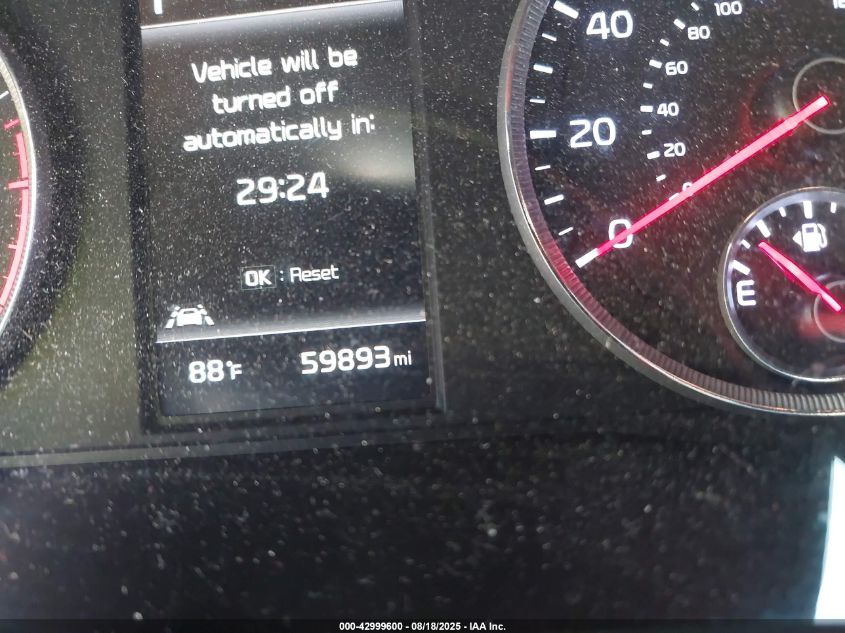 Vehicle will be
turned off
automatically in:
29:24
OK : Reset
88°F 59893 mi
40
20
0
100
80
60
40
20
0
E
000-42999600 - 08/18/2025 - IAA Inc.